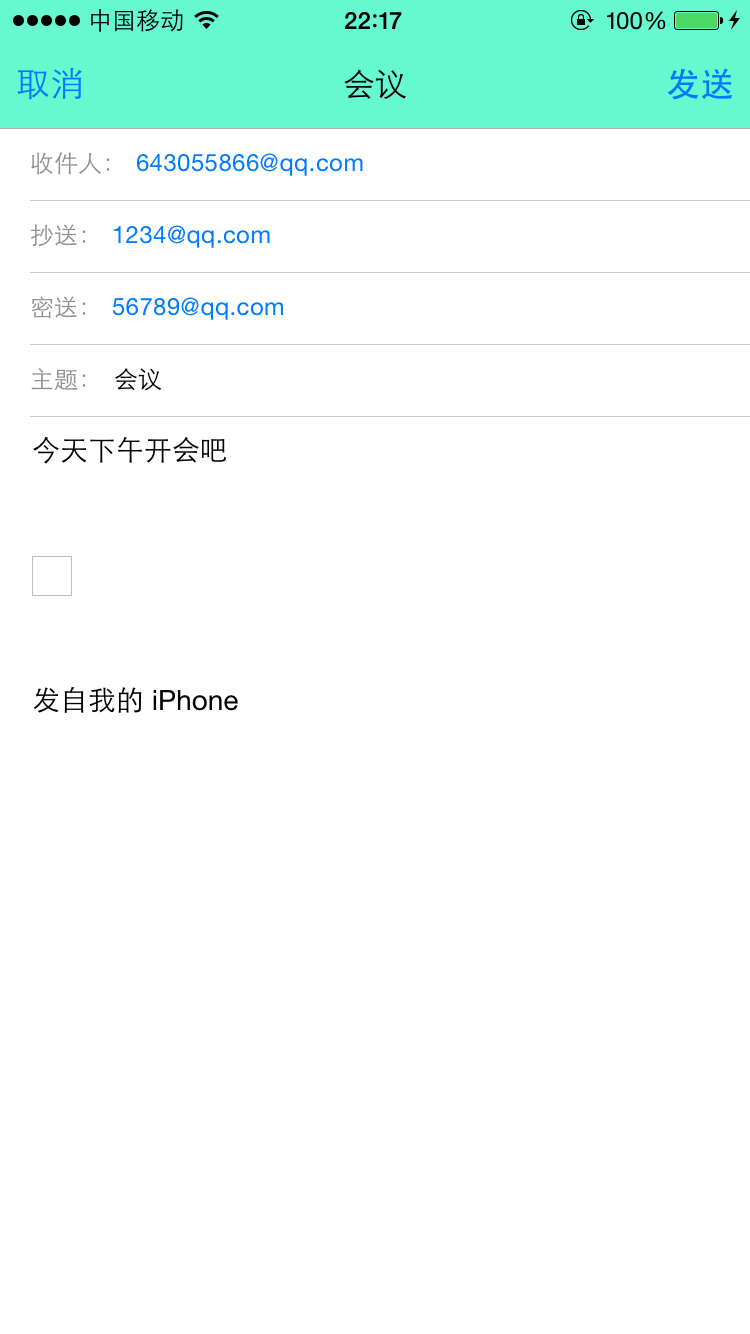 中国移动 22:17 100%
取消 会议 发送
收件人: 643055866@qq.com
抄送: 1234@qq.com
密送: 56789@qq.com
主题: 会议
今天下午开会吧
发自我的 iPhone